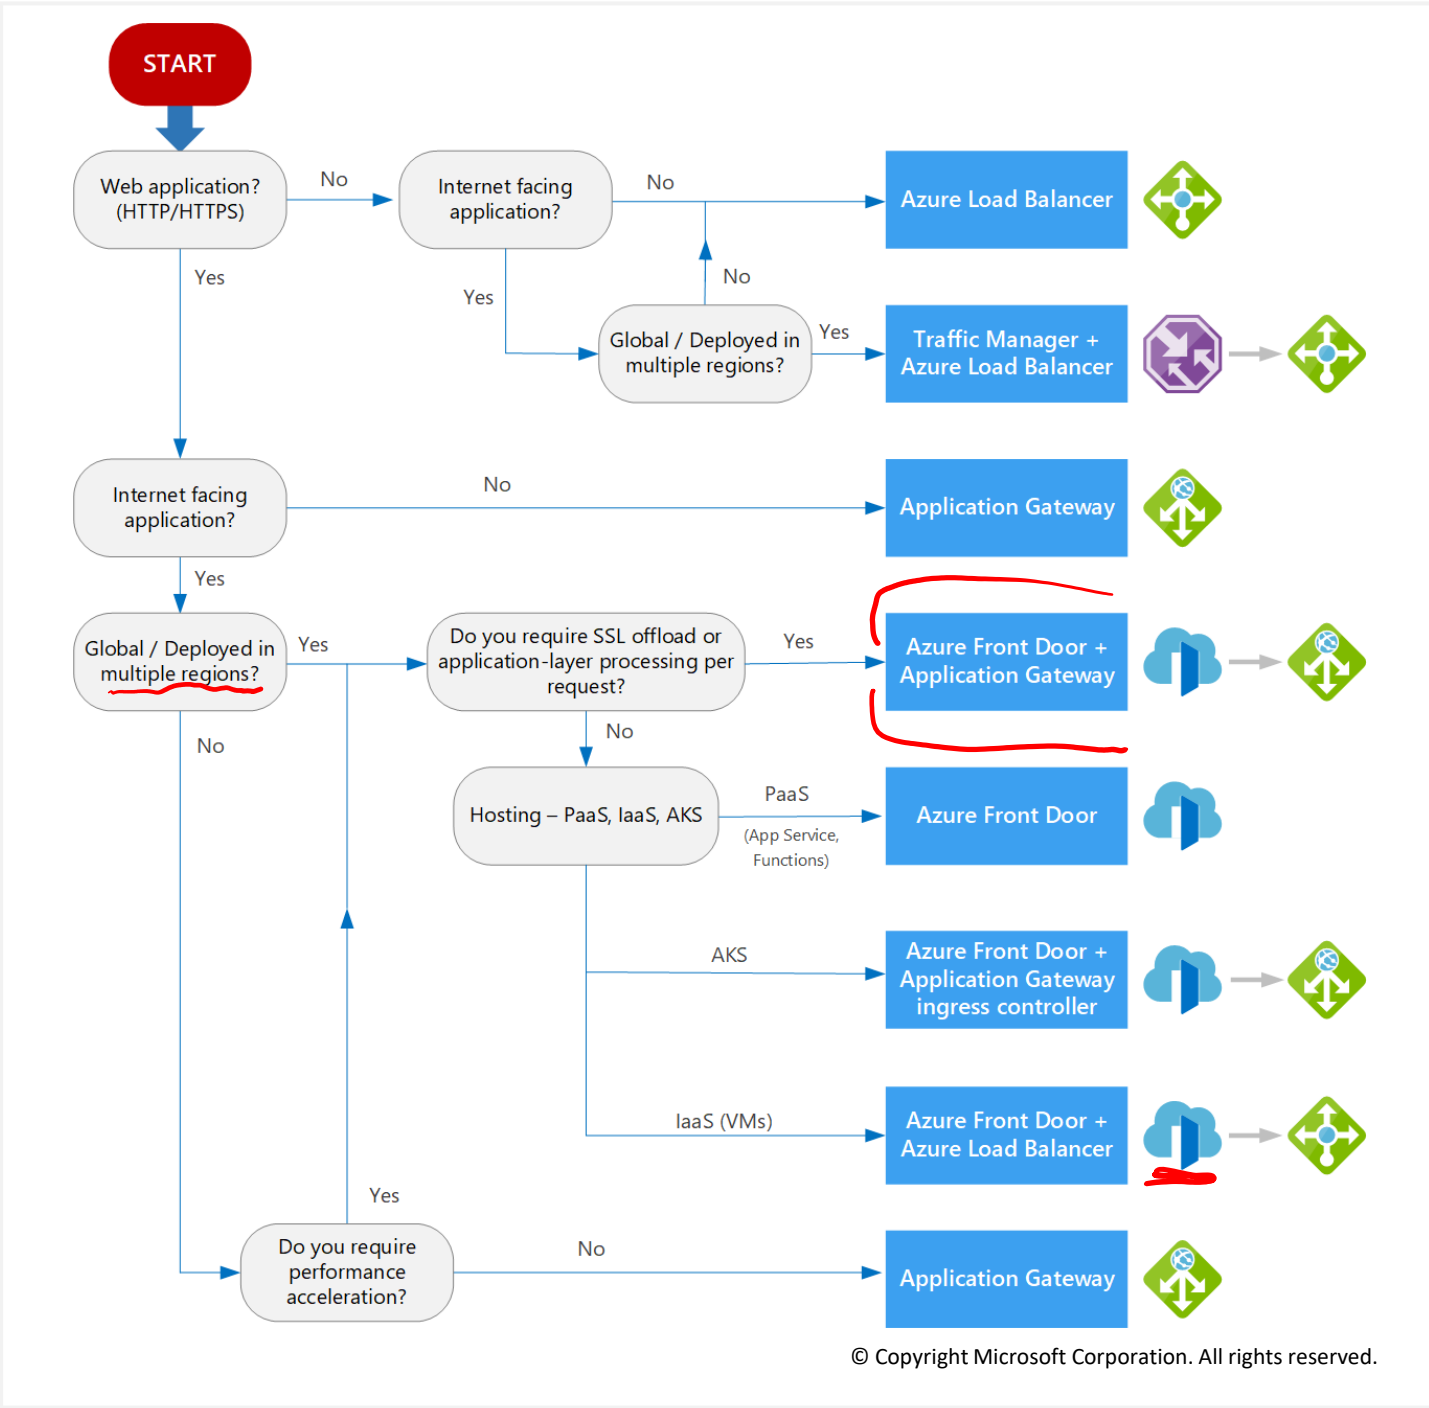 START
Web application?
(HTTP/HTTPS)
No
Internet facing
application?
No
Azure Load Balancer
Yes
Yes
No
Global / Deployed in
multiple regions?
Yes
Traffic Manager +
Azure Load Balancer
Internet facing
application?
No
Application Gateway
Yes
Global / Deployed in
multiple regions?
Yes
Do you require SSL offload or
application-layer processing per
request?
Yes
Azure Front Door +
Application Gateway
No
No
Hosting – PaaS, IaaS, AKS
PaaS
(App Service,
Functions)
Azure Front Door
AKS
Azure Front Door +
Application Gateway
ingress controller
IaaS (VMs)
Azure Front Door +
Azure Load Balancer
Yes
Do you require
performance
acceleration?
No
Application Gateway
© Copyright Microsoft Corporation. All rights reserved.